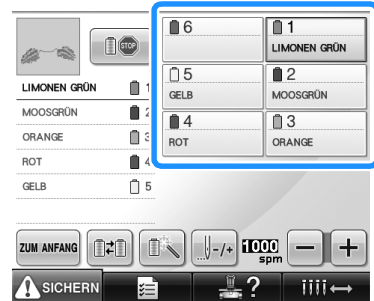 STOP
LIMONEN GRÜN 1
MOOSGRÜN 2
ORANGE 3
ROT 4
GELB 5
6
1
LIMONEN GRÜN
5
GELB
2
MOOSGRÜN
4
ROT
3
ORANGE
ZUM ANFANG
-/+
1000
spm
− +
SICHERN
?